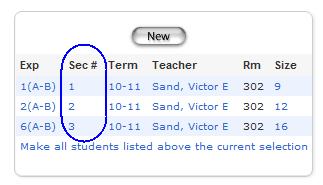 New
Exp Sec # Term Teacher Rm Size
1(A-B) 1 10-11 Sand, Victor E 302 9
2(A-B) 2 10-11 Sand, Victor E 302 12
6(A-B) 3 10-11 Sand, Victor E 302 16
Make all students listed above the current selection